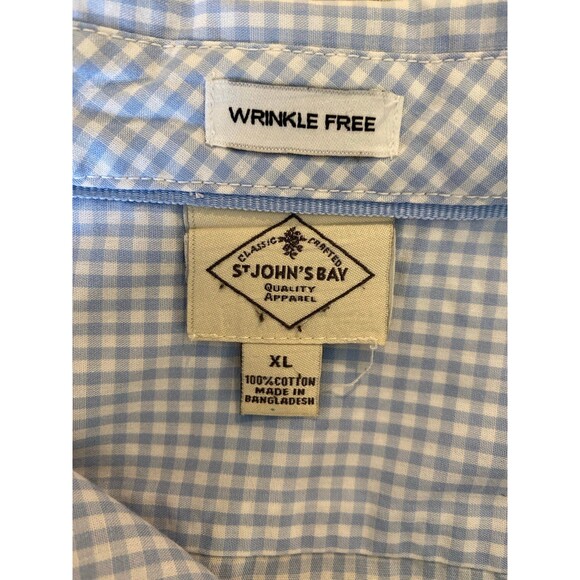 WRINKLE FREE
CLASSIC CRAFTED
ST JOHN'S BAY
QUALITY
APPAREL
XL
100% COTTON
MADE IN
BANGLADESH